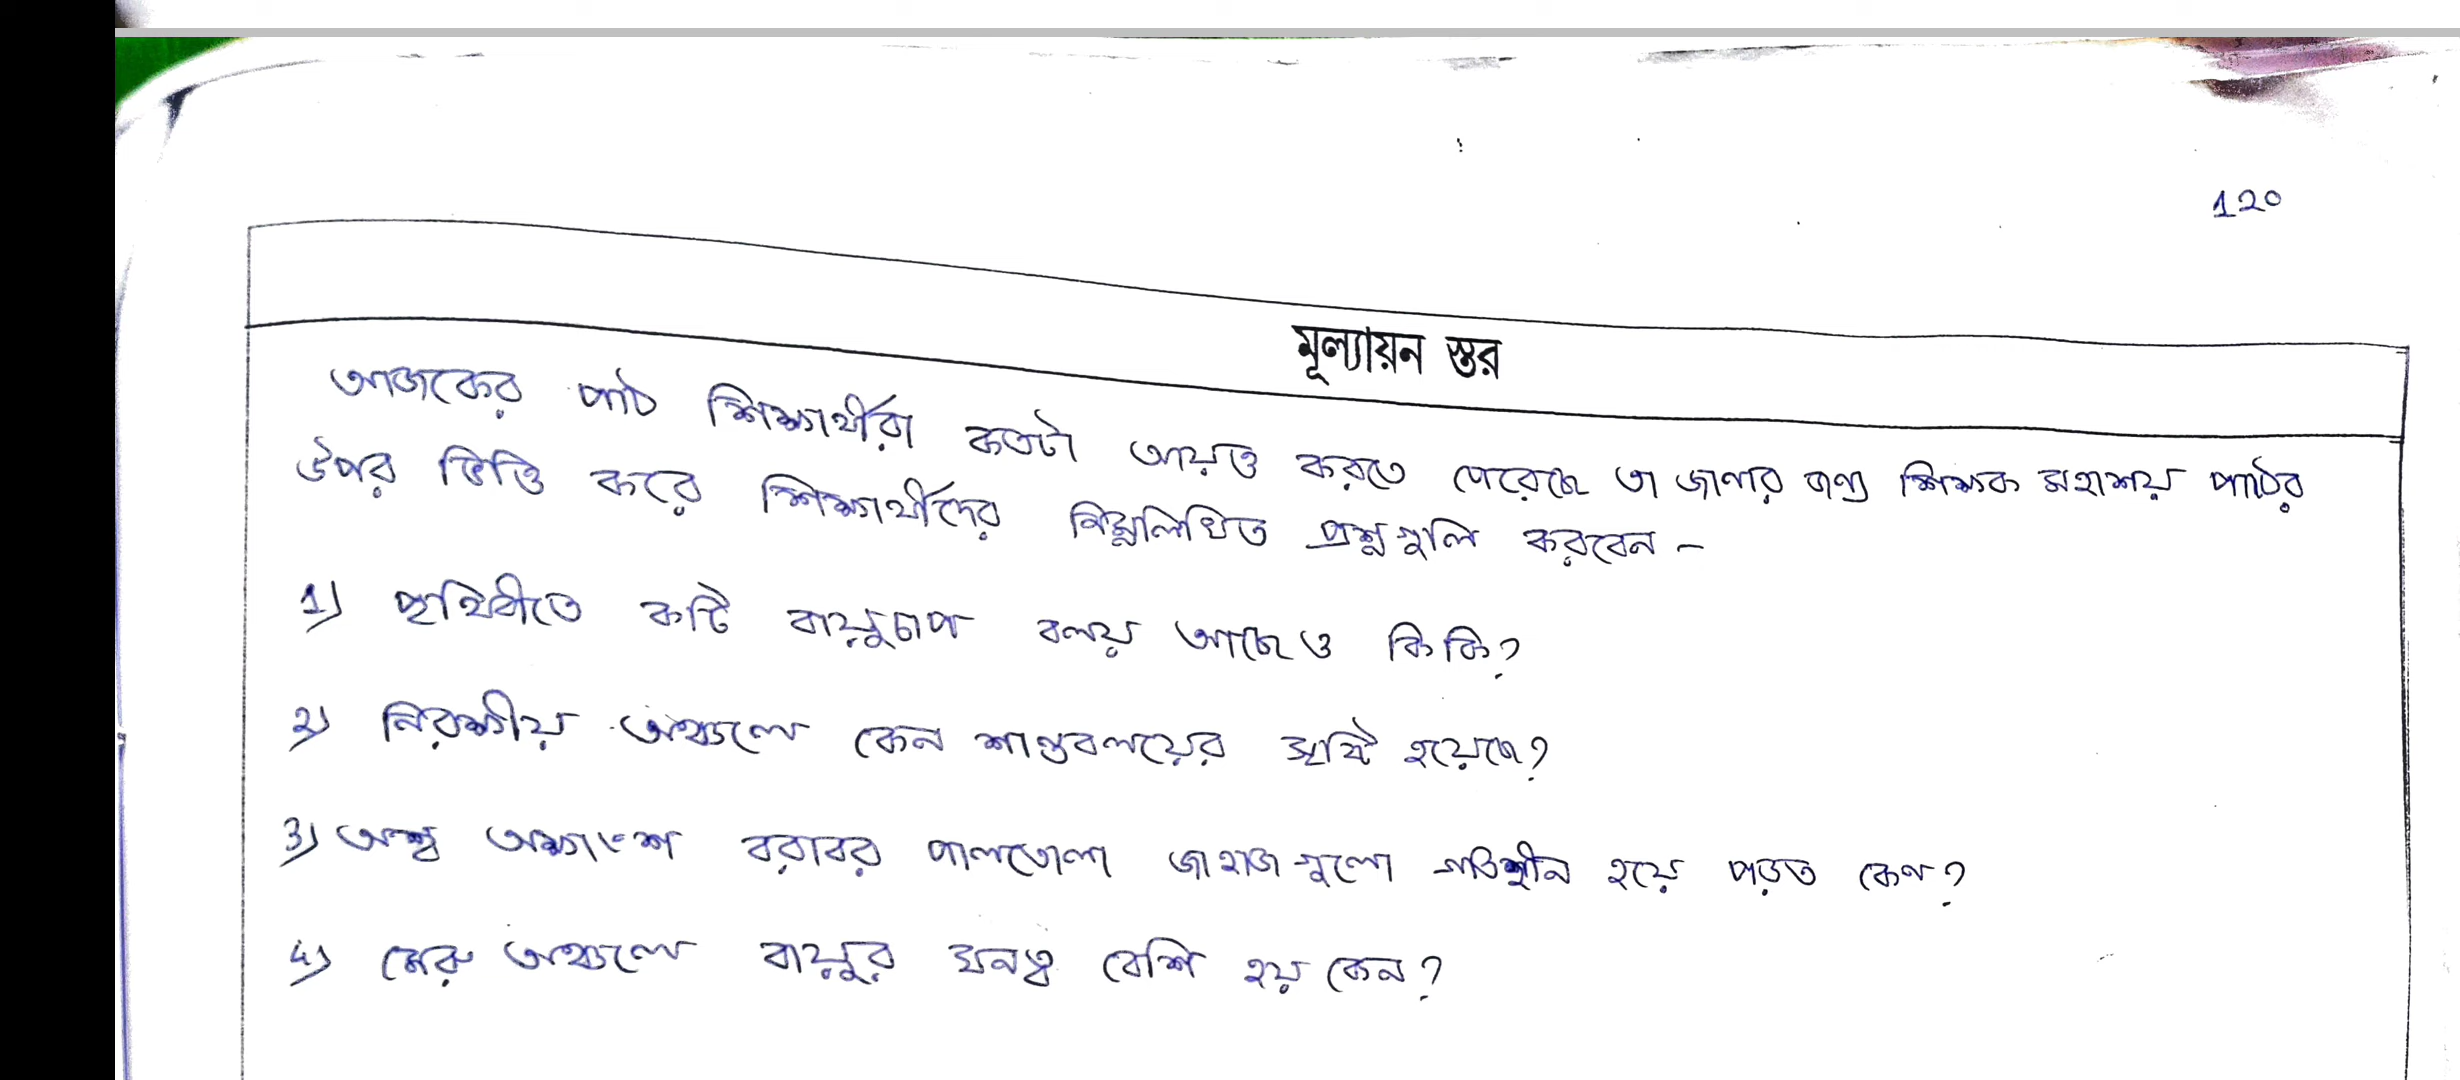 120
মূল্যায়ন স্তর
আজকের পাঠ শিক্ষার্থীরা কতটা আয়ত্ত করতে পেরেছে তা জানার জন্য শিক্ষক মহাশয় পাঠের
উপর ভিত্তি করে শিক্ষার্থীদের নিম্নলিখিত প্রশ্নগুলি করবেন –
1) পৃথিবীতে কটি বায়ুচাপ বলয় আছে ও কি কি?
2) নিরক্ষীয় অঞ্চলে কেন শান্তবলয়ের সৃষ্টি হয়েছে?
3) অশ্ব অক্ষাংশ বরাবর পালতোলা জাহাজগুলো গতিহীন হয়ে পড়ত কেন?
4) মেরু অঞ্চলে বায়ুর ঘনত্ব বেশি হয় কেন?